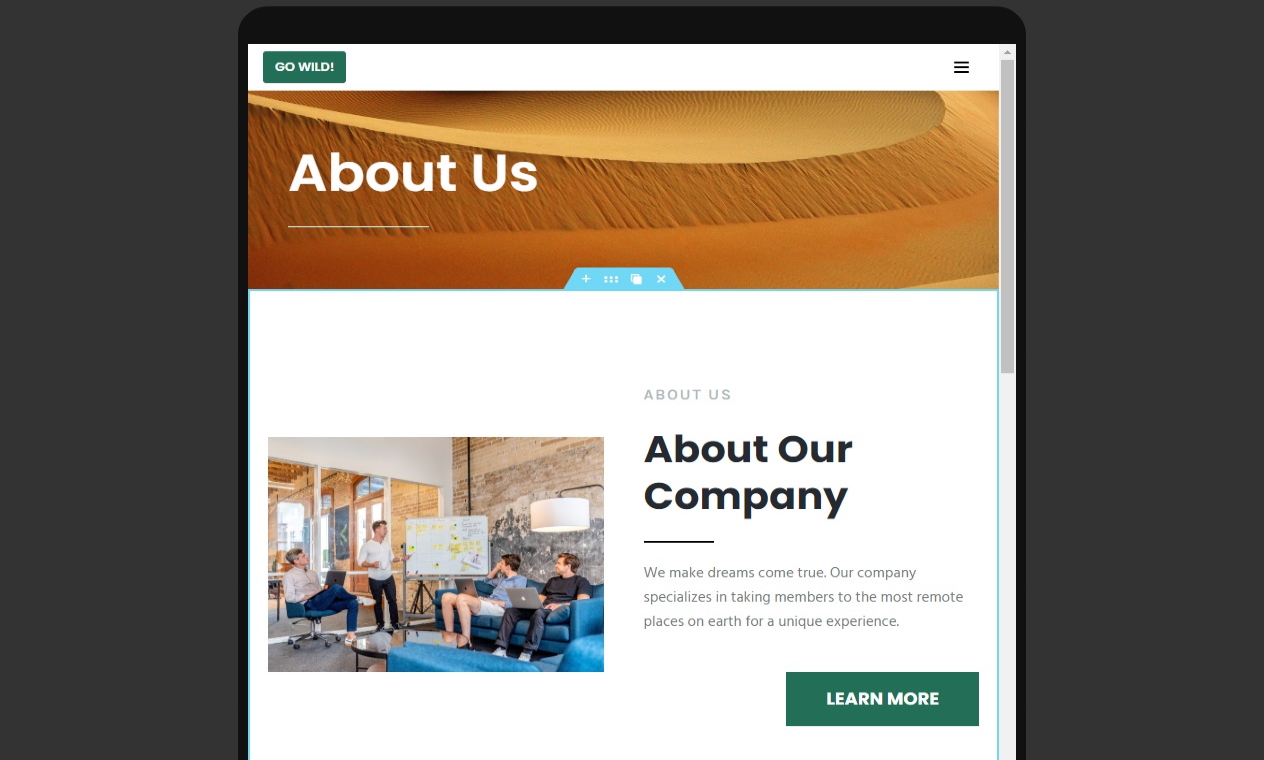 GO WILD!
About Us
ABOUT US
About Our
Company
We make dreams come true. Our company
specializes in taking members to the most remote
places on earth for a unique experience.
LEARN MORE